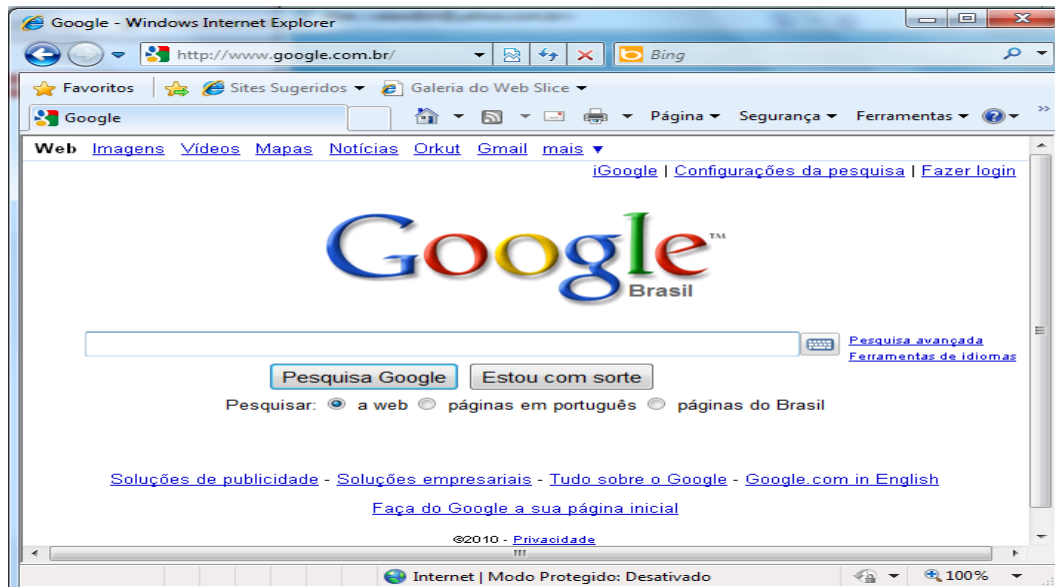 Google - Windows Internet Explorer
http://www.google.com.br/ Bing
Favoritos Sites Sugeridos Galeria do Web Slice
Google Página Segurança Ferramentas »
Web Imagens Vídeos Mapas Notícias Orkut Gmail mais ▼
iGoogle | Configurações da pesquisa | Fazer login
Google™
Brasil
Pesquisa avançada
Ferramentas de idiomas
Pesquisa Google Estou com sorte
Pesquisar: a web páginas em português páginas do Brasil
Soluções de publicidade - Soluções empresariais - Tudo sobre o Google - Google.com in English
Faça do Google a sua página inicial
©2010 - Privacidade
Internet | Modo Protegido: Desativado 100%